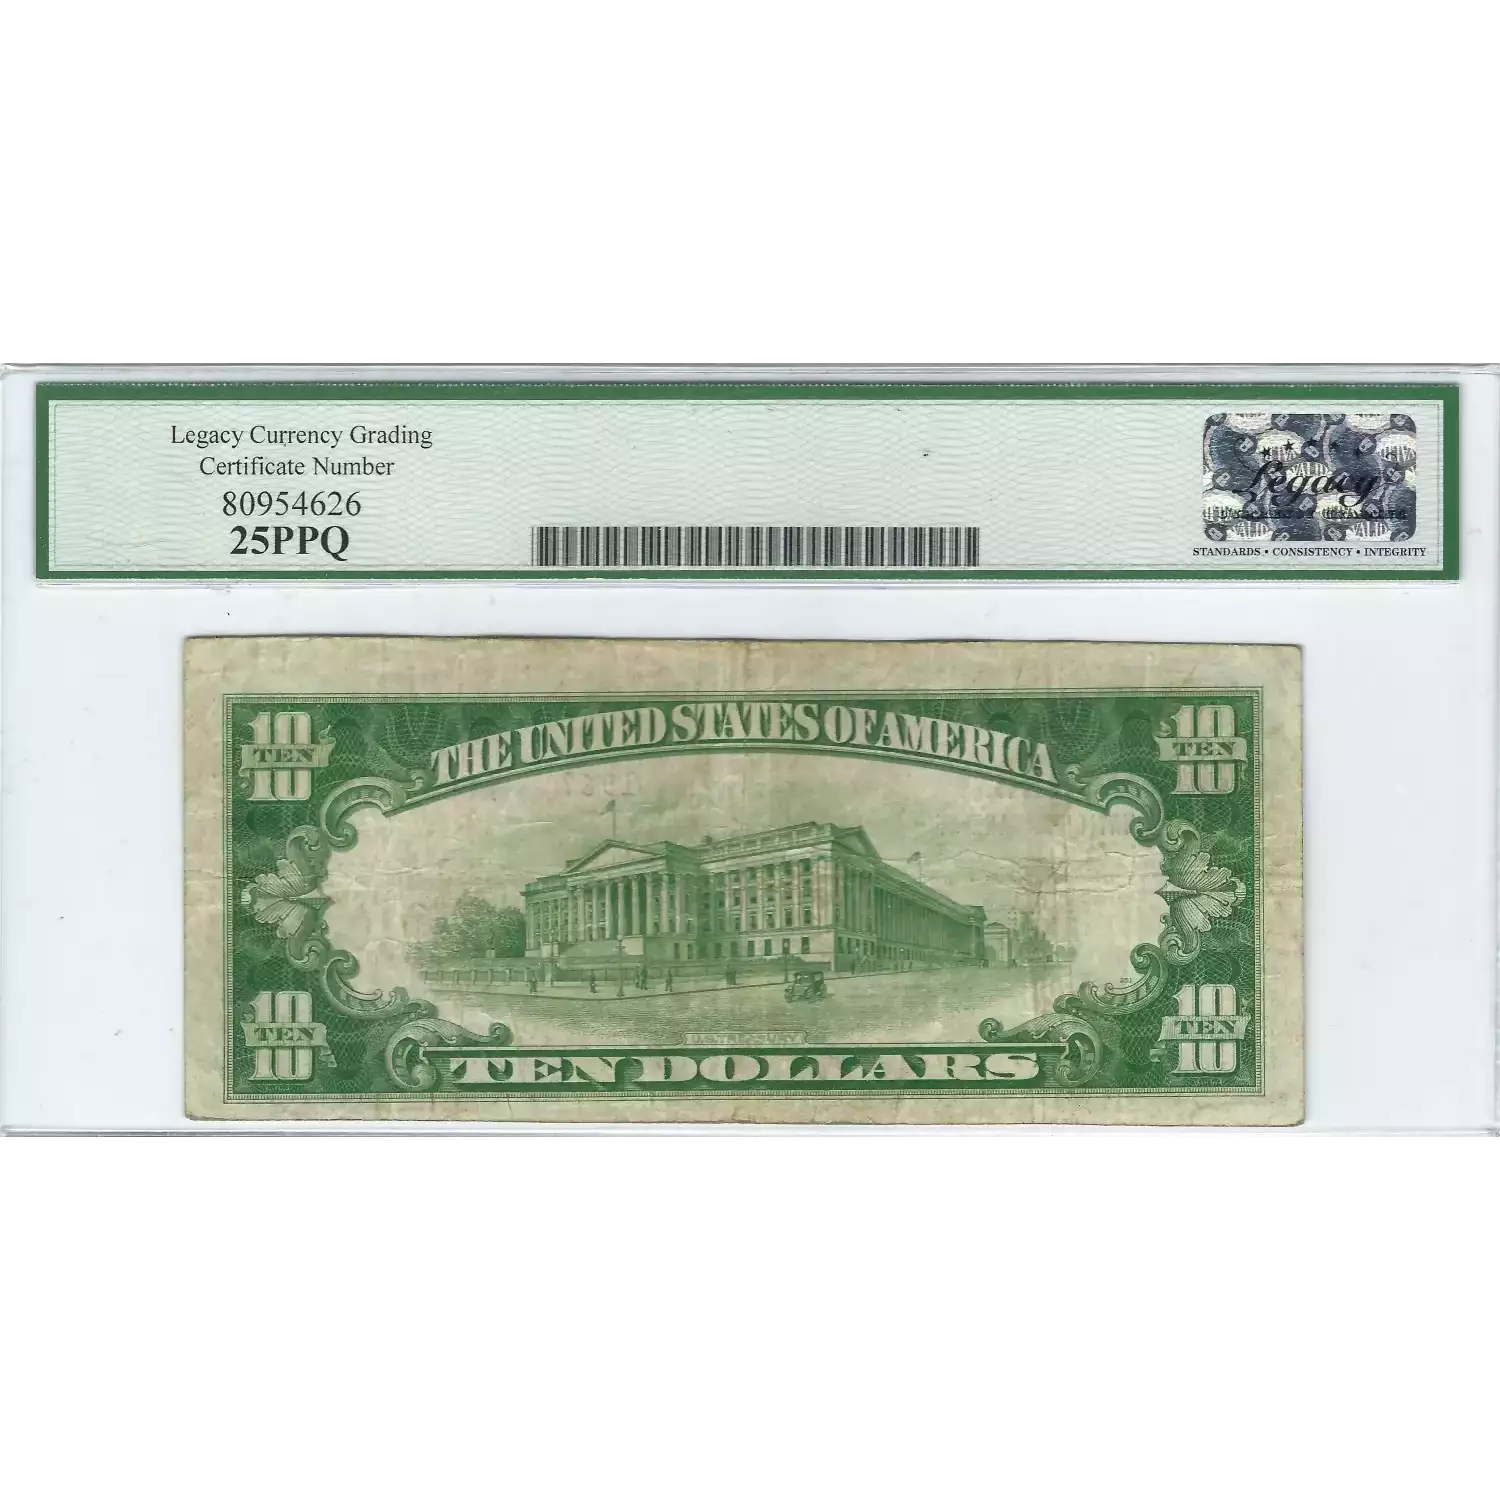 Legacy Currency Grading
Certificate Number
80954626
25PPQ
Legacy
STANDARDS • CONSISTENCY • INTEGRITY
THE UNITED STATES OF AMERICA
10
TEN
10
TEN
10
TEN
10
TEN
U.S. TREASURY
TEN DOLLARS